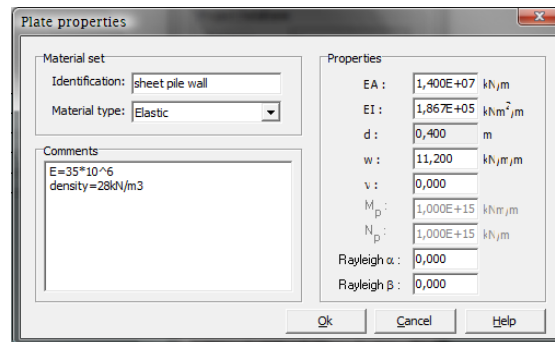 Plate properties
Material set
Identification: sheet pile wall
Material type: Elastic
Comments
E=35*10^6
density=28kN/m3
Properties
EA : 1,400E+07 kN/m
EI : 1,867E+05 kNm²/m
d : 0,400 m
w : 11,200 kN/m/m
ν : 0,000
Mp : 1,000E+15 kNm/m
Np : 1,000E+15 kN/m
Rayleigh α : 0,000
Rayleigh β : 0,000
Ok Cancel Help